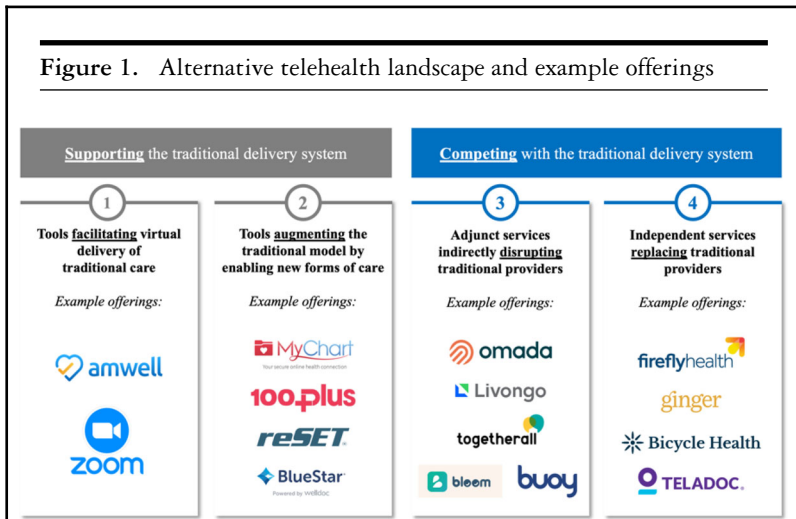 Figure 1. Alternative telehealth landscape and example offerings
Supporting the traditional delivery system
Competing with the traditional delivery system
1
Tools facilitating virtual
delivery of
traditional care
Example offerings:
amwell
zoom
2
Tools augmenting the
traditional model by
enabling new forms of care
Example offerings:
MyChart
Your secure online health connection
100plus
reSET
BlueStar
Powered by Welldoc
3
Adjunct services
indirectly disrupting
traditional providers
Example offerings:
omada
Livongo
togetherall
bloom
buoy
4
Independent services
replacing traditional
providers
Example offerings:
fireflyhealth
ginger
Bicycle Health
TELADOC.